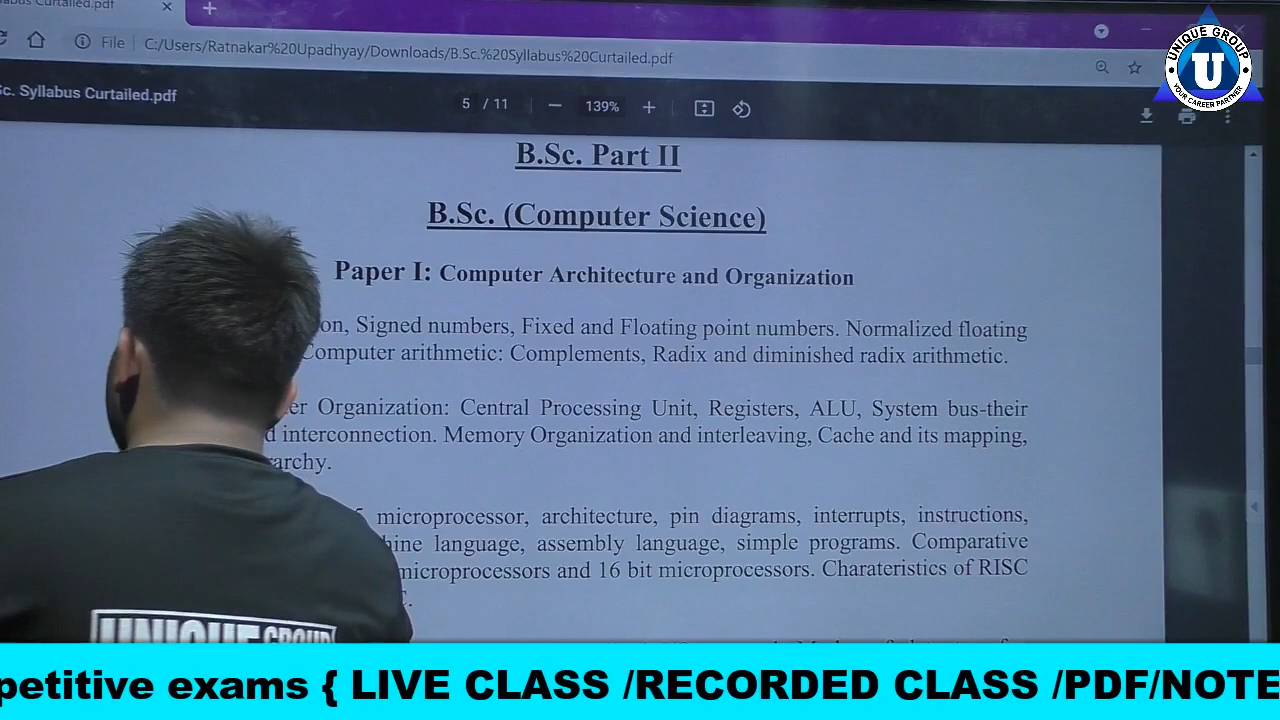 abus Curtailed.pdf
File C:/Users/Ratnakar%20Upadhyay/Downloads/B.Sc.%20Syllabus%20Curtailed.pdf
Sc. Syllabus Curtailed.pdf
5 / 11 139%
UNIQUE GROUP
U
YOUR CAREER PARTNER
B.Sc. Part II
B.Sc. (Computer Science)
Paper I: Computer Architecture and Organization
on, Signed numbers, Fixed and Floating point numbers. Normalized floating
Computer arithmetic: Complements, Radix and diminished radix arithmetic.
er Organization: Central Processing Unit, Registers, ALU, System bus-their
d interconnection. Memory Organization and interleaving, Cache and its mapping,
archy.
5 microprocessor, architecture, pin diagrams, interrupts, instructions,
hine language, assembly language, simple programs. Comparative
microprocessors and 16 bit microprocessors. Charateristics of RISC
C.
UNIQUE GROUP
petitive exams { LIVE CLASS /RECORDED CLASS /PDF/NOTE